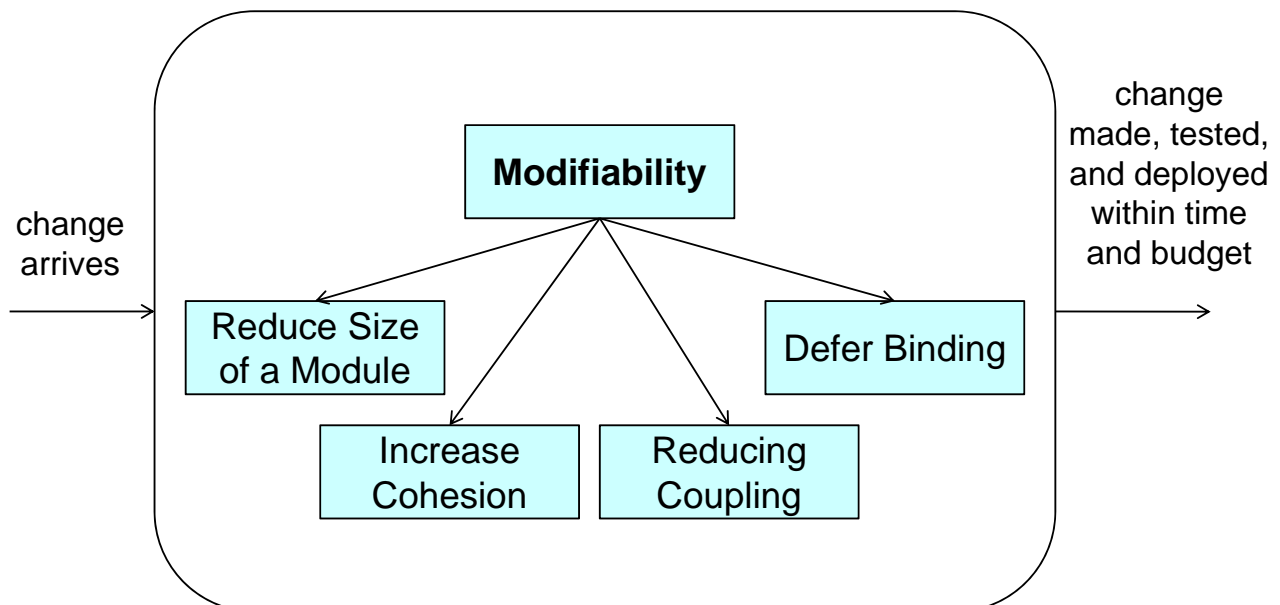 change
arrives
Modifiability
Reduce Size
of a Module
Increase
Cohesion
Reducing
Coupling
Defer Binding
change
made, tested,
and deployed
within time
and budget